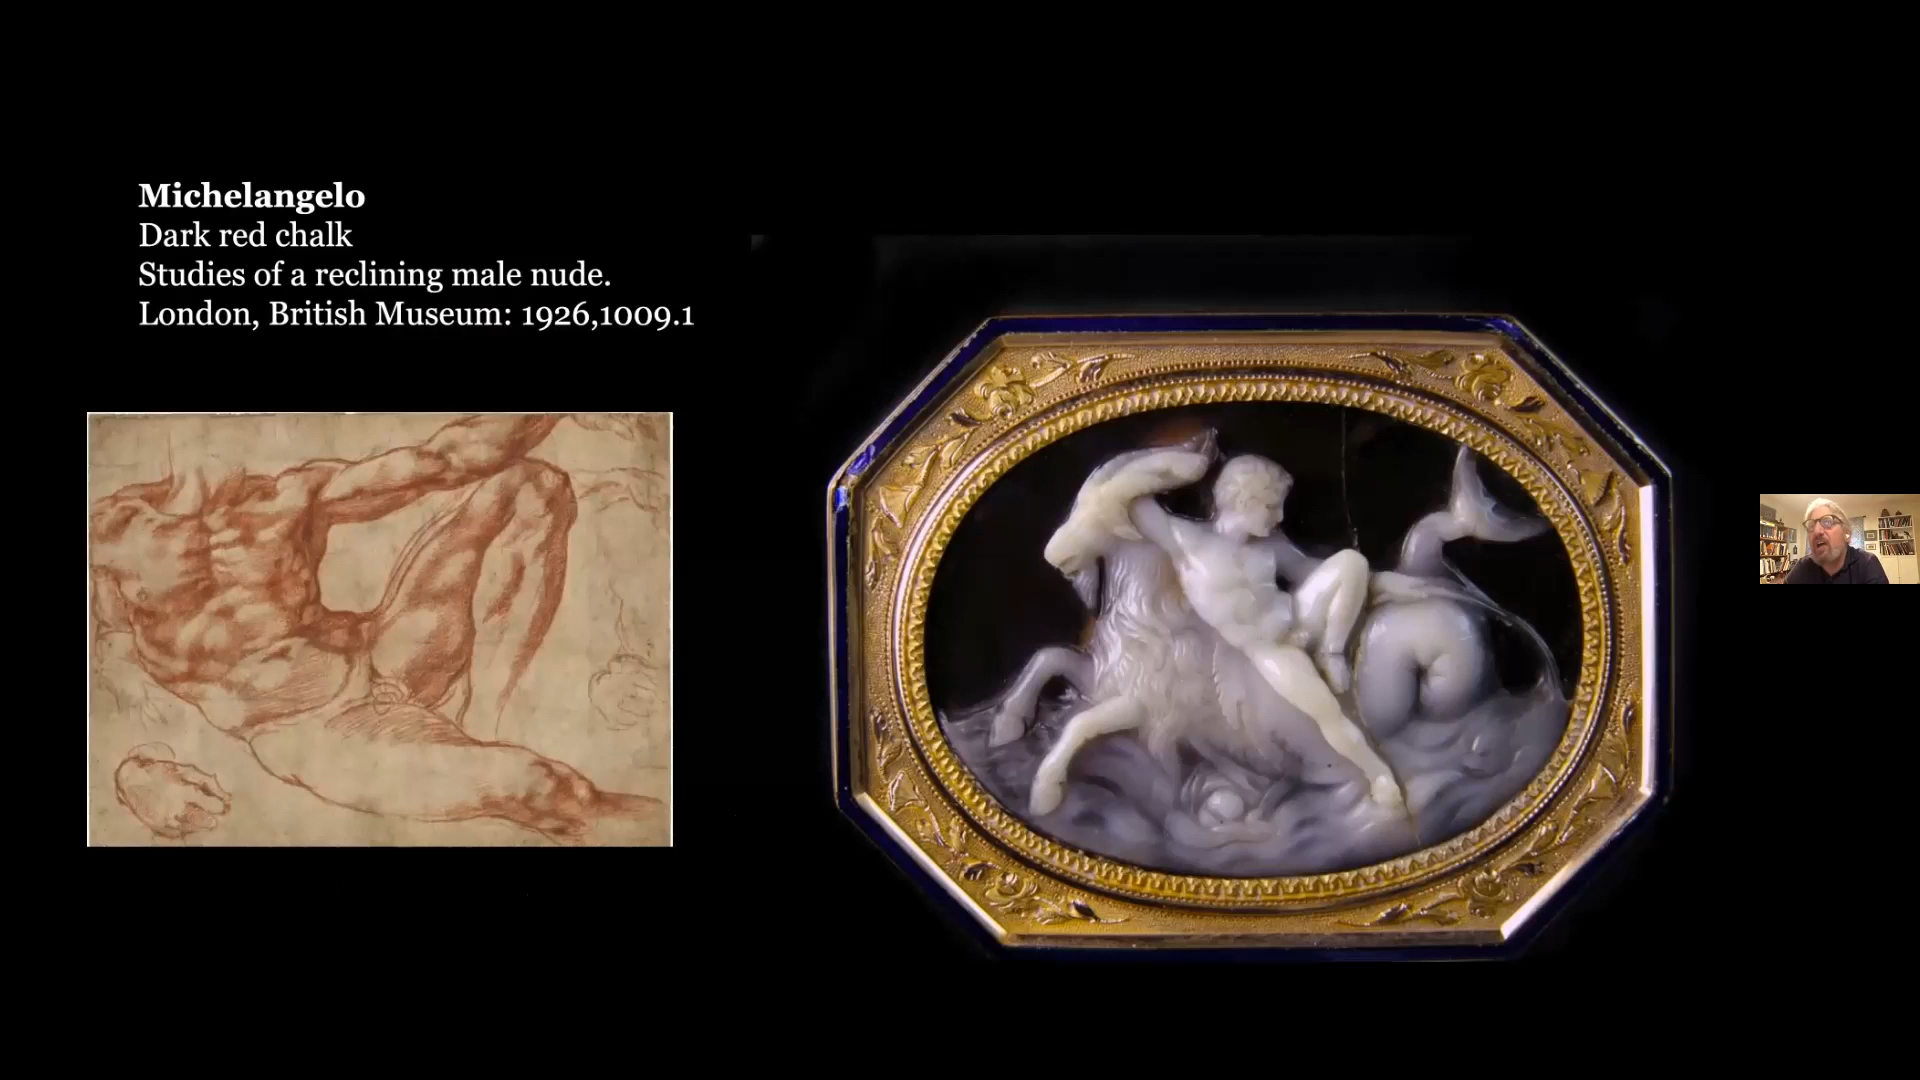 Michelangelo
Dark red chalk
Studies of a reclining male nude.
London, British Museum: 1926,1009.1